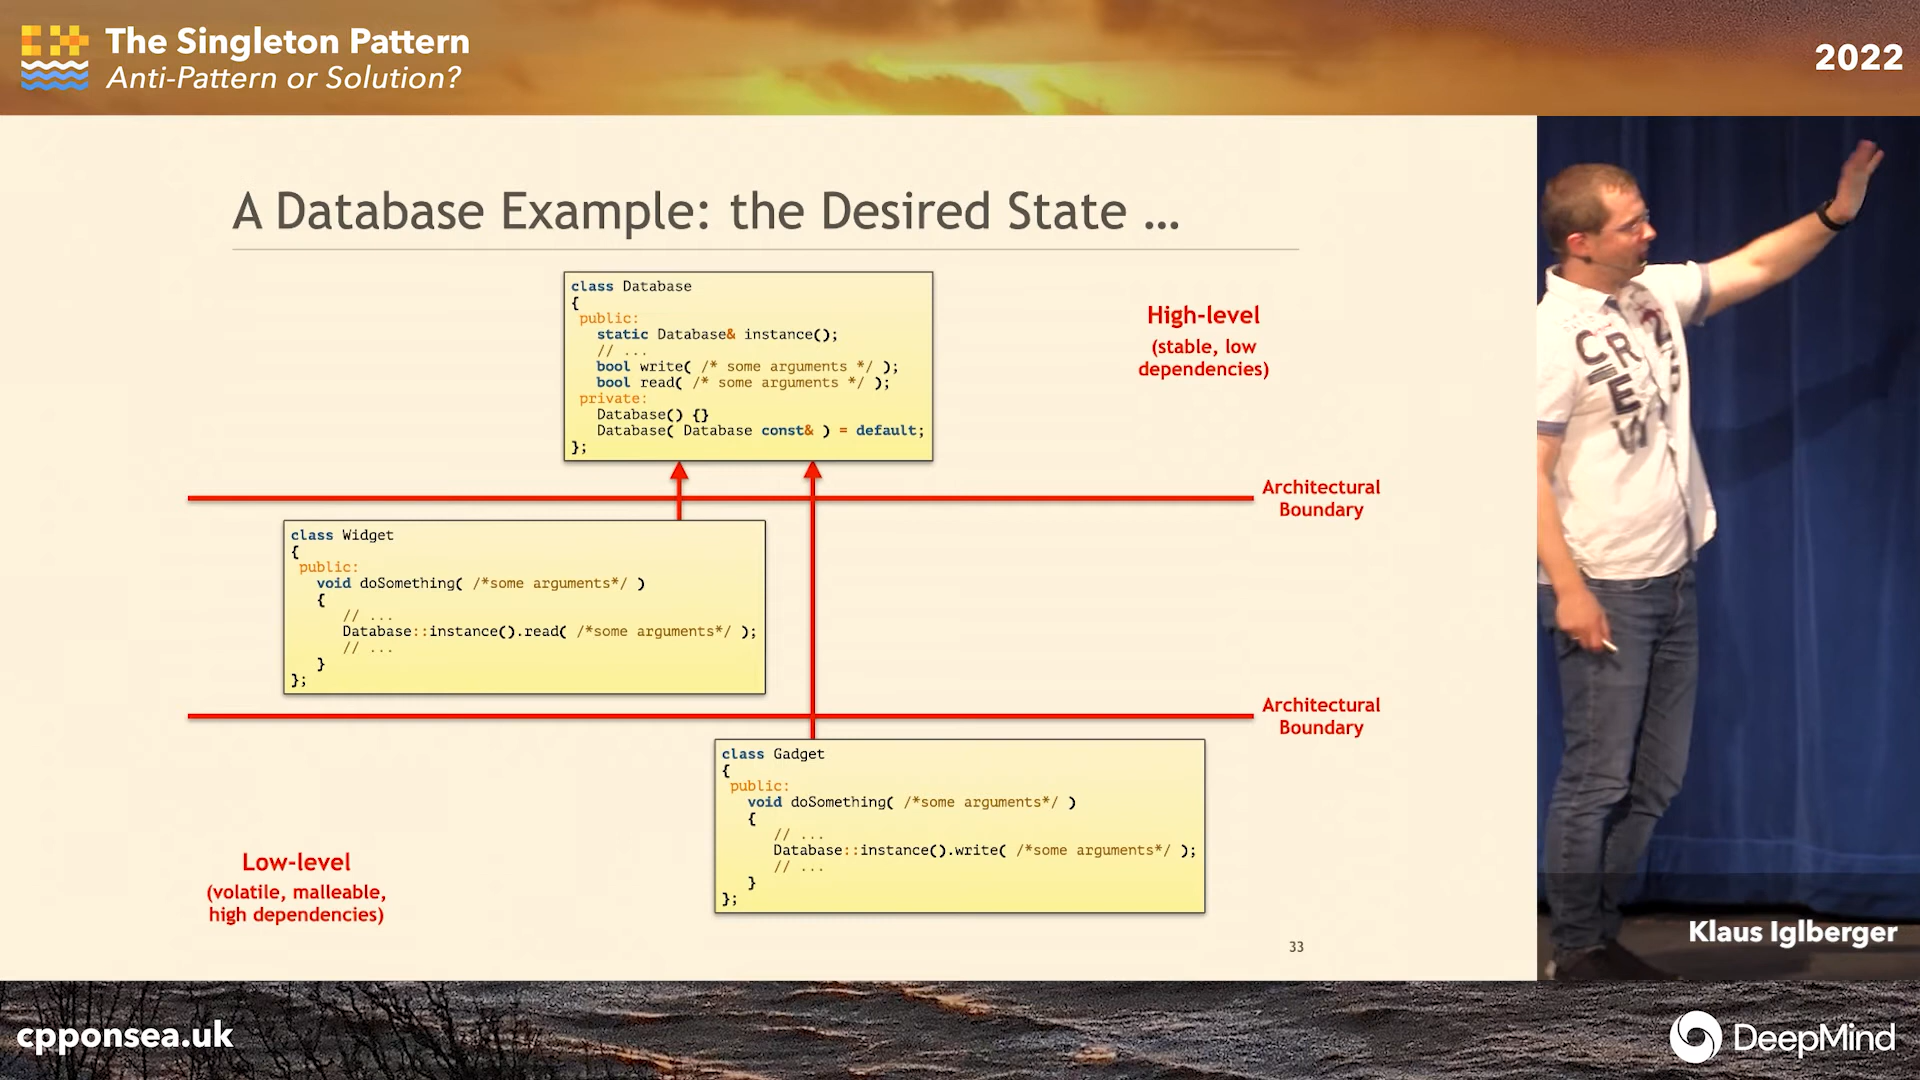 The Singleton Pattern
Anti-Pattern or Solution?
2022
A Database Example: the Desired State ...
class Database
{
public:
static Database& instance();
// ...
bool write( /* some arguments */ );
bool read( /* some arguments */ );
private:
Database() {}
Database( Database const& ) = default;
};
High-level
(stable, low
dependencies)
Architectural
Boundary
class Widget
{
public:
void doSomething( /*some arguments*/ )
{
// ...
Database::instance().read( /*some arguments*/ );
// ...
}
};
Architectural
Boundary
class Gadget
{
public:
void doSomething( /*some arguments*/ )
{
// ...
Database::instance().write( /*some arguments*/ );
// ...
}
};
Low-level
(volatile, malleable,
high dependencies)
33
CR
EW
Klaus Iglberger
cpponsea.uk
DeepMind